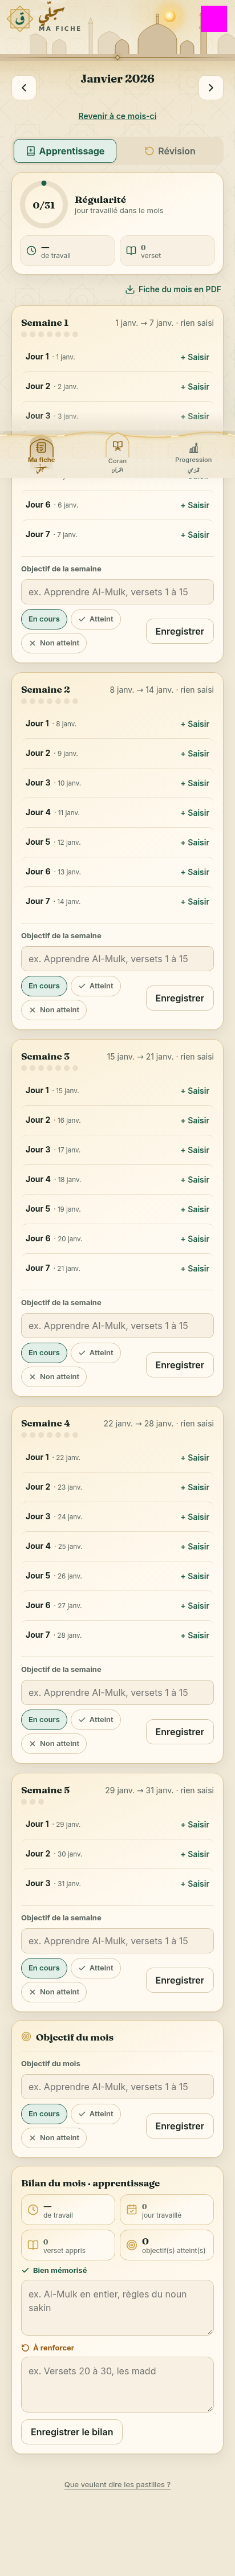 سجلّي
ق
MA FICHE
Janvier 2026
Revenir à ce mois-ci
Apprentissage
Révision
0/31
Régularité
jour travaillé dans le mois
—
de travail
0
verset
Fiche du mois en PDF
Semaine 1
1 janv. → 7 janv. · rien saisi
Jour 1 · 1 janv.
+ Saisir
Jour 2 · 2 janv.
+ Saisir
Jour 3 · 3 janv.
+ Saisir
Ma fiche
Coran
Progression
Jour 6 · 6 janv.
+ Saisir
Jour 7 · 7 janv.
+ Saisir
Objectif de la semaine
ex. Apprendre Al-Mulk, versets 1 à 15
En cours
Atteint
Non atteint
Enregistrer
Semaine 2
8 janv. → 14 janv. · rien saisi
Jour 1 · 8 janv.
+ Saisir
Jour 2 · 9 janv.
+ Saisir
Jour 3 · 10 janv.
+ Saisir
Jour 4 · 11 janv.
+ Saisir
Jour 5 · 12 janv.
+ Saisir
Jour 6 · 13 janv.
+ Saisir
Jour 7 · 14 janv.
+ Saisir
Objectif de la semaine
ex. Apprendre Al-Mulk, versets 1 à 15
En cours
Atteint
Non atteint
Enregistrer
Semaine 3
15 janv. → 21 janv. · rien saisi
Jour 1 · 15 janv.
+ Saisir
Jour 2 · 16 janv.
+ Saisir
Jour 3 · 17 janv.
+ Saisir
Jour 4 · 18 janv.
+ Saisir
Jour 5 · 19 janv.
+ Saisir
Jour 6 · 20 janv.
+ Saisir
Jour 7 · 21 janv.
+ Saisir
Objectif de la semaine
ex. Apprendre Al-Mulk, versets 1 à 15
En cours
Atteint
Non atteint
Enregistrer
Semaine 4
22 janv. → 28 janv. · rien saisi
Jour 1 · 22 janv.
+ Saisir
Jour 2 · 23 janv.
+ Saisir
Jour 3 · 24 janv.
+ Saisir
Jour 4 · 25 janv.
+ Saisir
Jour 5 · 26 janv.
+ Saisir
Jour 6 · 27 janv.
+ Saisir
Jour 7 · 28 janv.
+ Saisir
Objectif de la semaine
ex. Apprendre Al-Mulk, versets 1 à 15
En cours
Atteint
Non atteint
Enregistrer
Semaine 5
29 janv. → 31 janv. · rien saisi
Jour 1 · 29 janv.
+ Saisir
Jour 2 · 30 janv.
+ Saisir
Jour 3 · 31 janv.
+ Saisir
Objectif de la semaine
ex. Apprendre Al-Mulk, versets 1 à 15
En cours
Atteint
Non atteint
Enregistrer
Objectif du mois
Objectif du mois
ex. Apprendre Al-Mulk, versets 1 à 15
En cours
Atteint
Non atteint
Enregistrer
Bilan du mois · apprentissage
—
de travail
0
jour travaillé
0
verset appris
0
objectif(s) atteint(s)
Bien mémorisé
ex. Al-Mulk en entier, règles du noun
sakin
À renforcer
ex. Versets 20 à 30, les madd
Enregistrer le bilan
Que veulent dire les pastilles ?